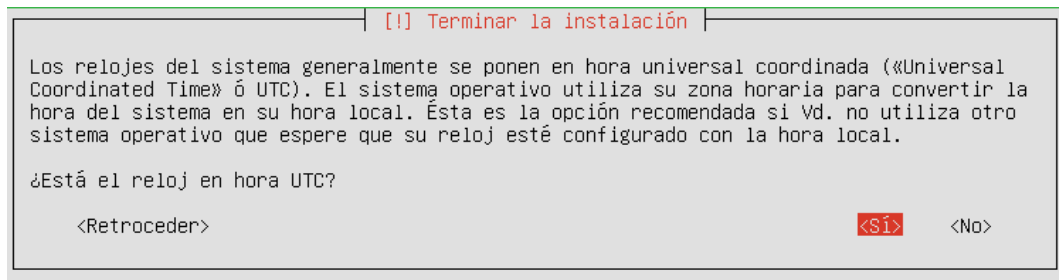 [!] Terminar la instalación
Los relojes del sistema generalmente se ponen en hora universal coordinada («Universal
Coordinated Time» ó UTC). El sistema operativo utiliza su zona horaria para convertir la
hora del sistema en su hora local. Ésta es la opción recomendada si Vd. no utiliza otro
sistema operativo que espere que su reloj esté configurado con la hora local.
¿Está el reloj en hora UTC?
<Retroceder> <Sí> <No>